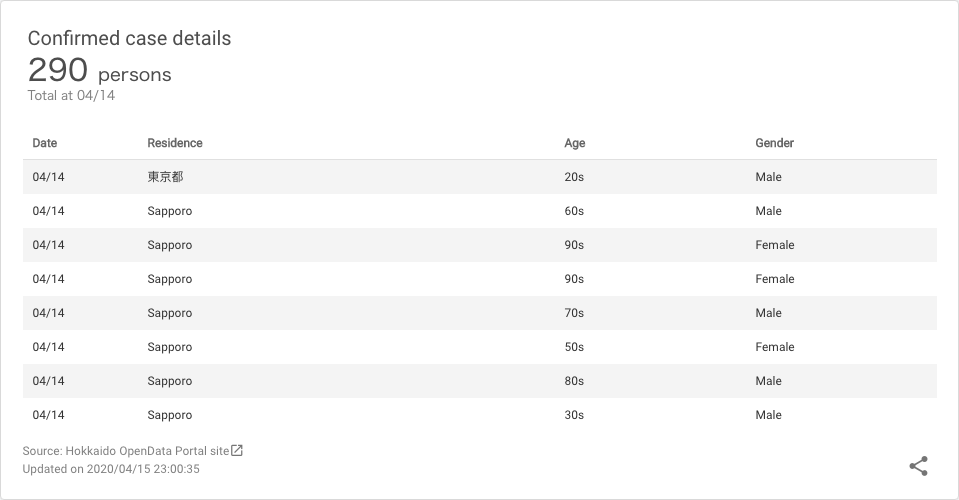 Confirmed case details
290 persons
Total at 04/14
Date Residence Age Gender
04/14 東京都 20s Male
04/14 Sapporo 60s Male
04/14 Sapporo 90s Female
04/14 Sapporo 90s Female
04/14 Sapporo 70s Male
04/14 Sapporo 50s Female
04/14 Sapporo 80s Male
04/14 Sapporo 30s Male
Source: Hokkaido OpenData Portal site
Updated on 2020/04/15 23:00:35